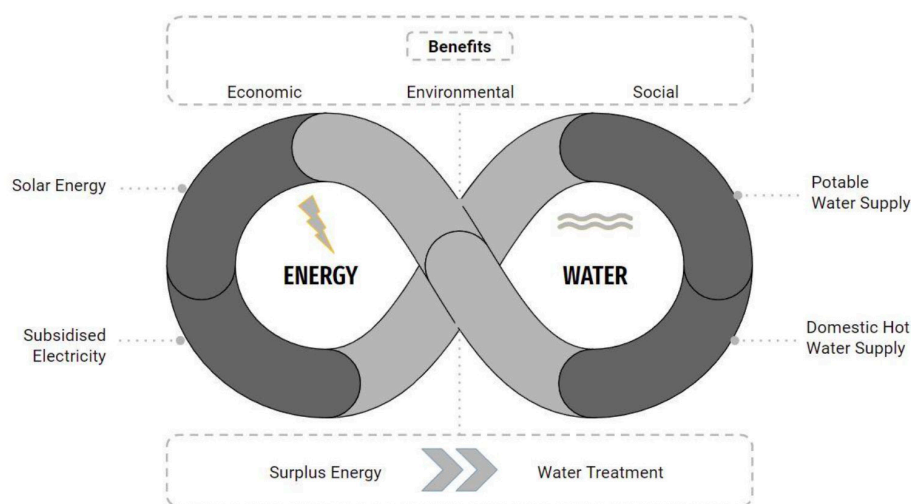 Benefits
Economic Environmental Social
Solar Energy
Potable
Water Supply
ENERGY WATER
Subsidised
Electricity
Domestic Hot
Water Supply
Surplus Energy Water Treatment